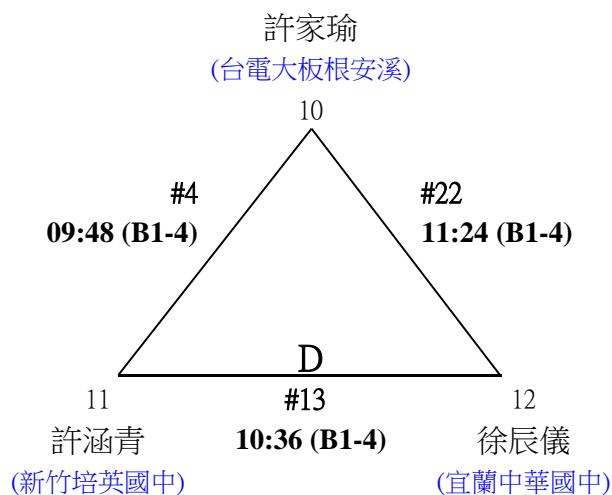 許家瑜
(台電大板根安溪)
10
#4
09:48 (B1-4)
#22
11:24 (B1-4)
D
11
#13
12
許涵青
10:36 (B1-4)
徐辰儀
(新竹培英國中)
(宜蘭中華國中)